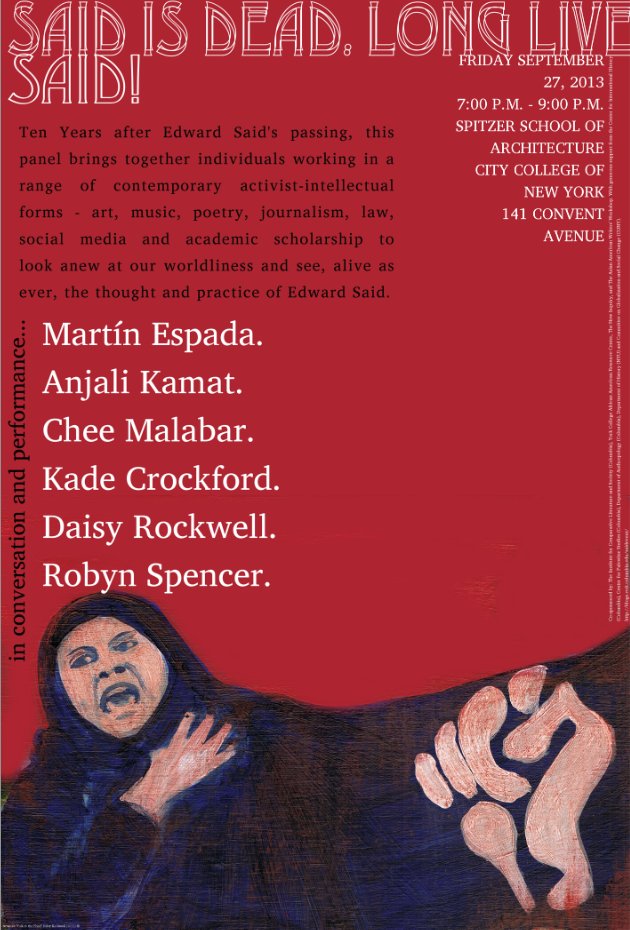 SAID IS DEAD. LONG LIVE
SAID!
FRIDAY SEPTEMBER
27, 2013
7:00 P.M. - 9:00 P.M.
SPITZER SCHOOL OF
ARCHITECTURE
CITY COLLEGE OF
NEW YORK
141 CONVENT
AVENUE
Ten Years after Edward Said's passing, this
panel brings together individuals working in a
range of contemporary activist-intellectual
forms - art, music, poetry, journalism, law,
social media and academic scholarship to
look anew at our worldliness and see, alive as
ever, the thought and practice of Edward Said.
in conversation and performance...
Martín Espada.
Anjali Kamat.
Chee Malabar.
Kade Crockford.
Daisy Rockwell.
Robyn Spencer.